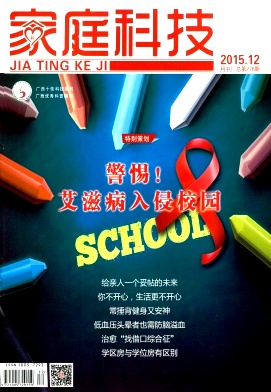 家庭科技
JIA TING KE JI
2015.12
特别策划
警惕！
艾滋病入侵校园
SCHOOL
给亲人一个妥帖的未来
你不开心，生活更不开心
常捶背健身又安神
低血压头晕者也需防脑溢血
治愈“找借口综合征”
学区房与学位房有区别